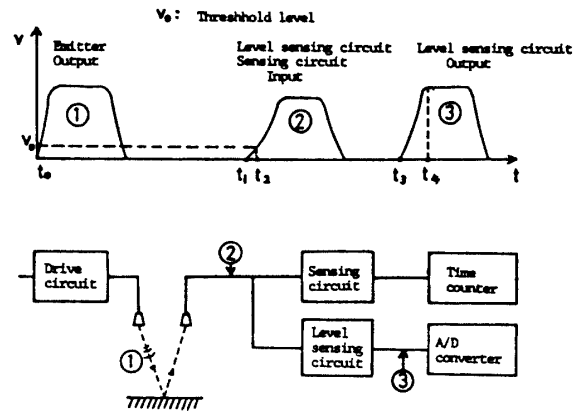 V₀: Threshhold level
V
Emitter
Output
Level sensing circuit
Sensing circuit
Input
Level sensing circuit
Output
①
②
③
V₀
t₀
t₁
t₂
t₃
t₄
t
Drive
circuit
②
Sensing
circuit
Time
counter
①
Level
sensing
circuit
③
A/D
converter